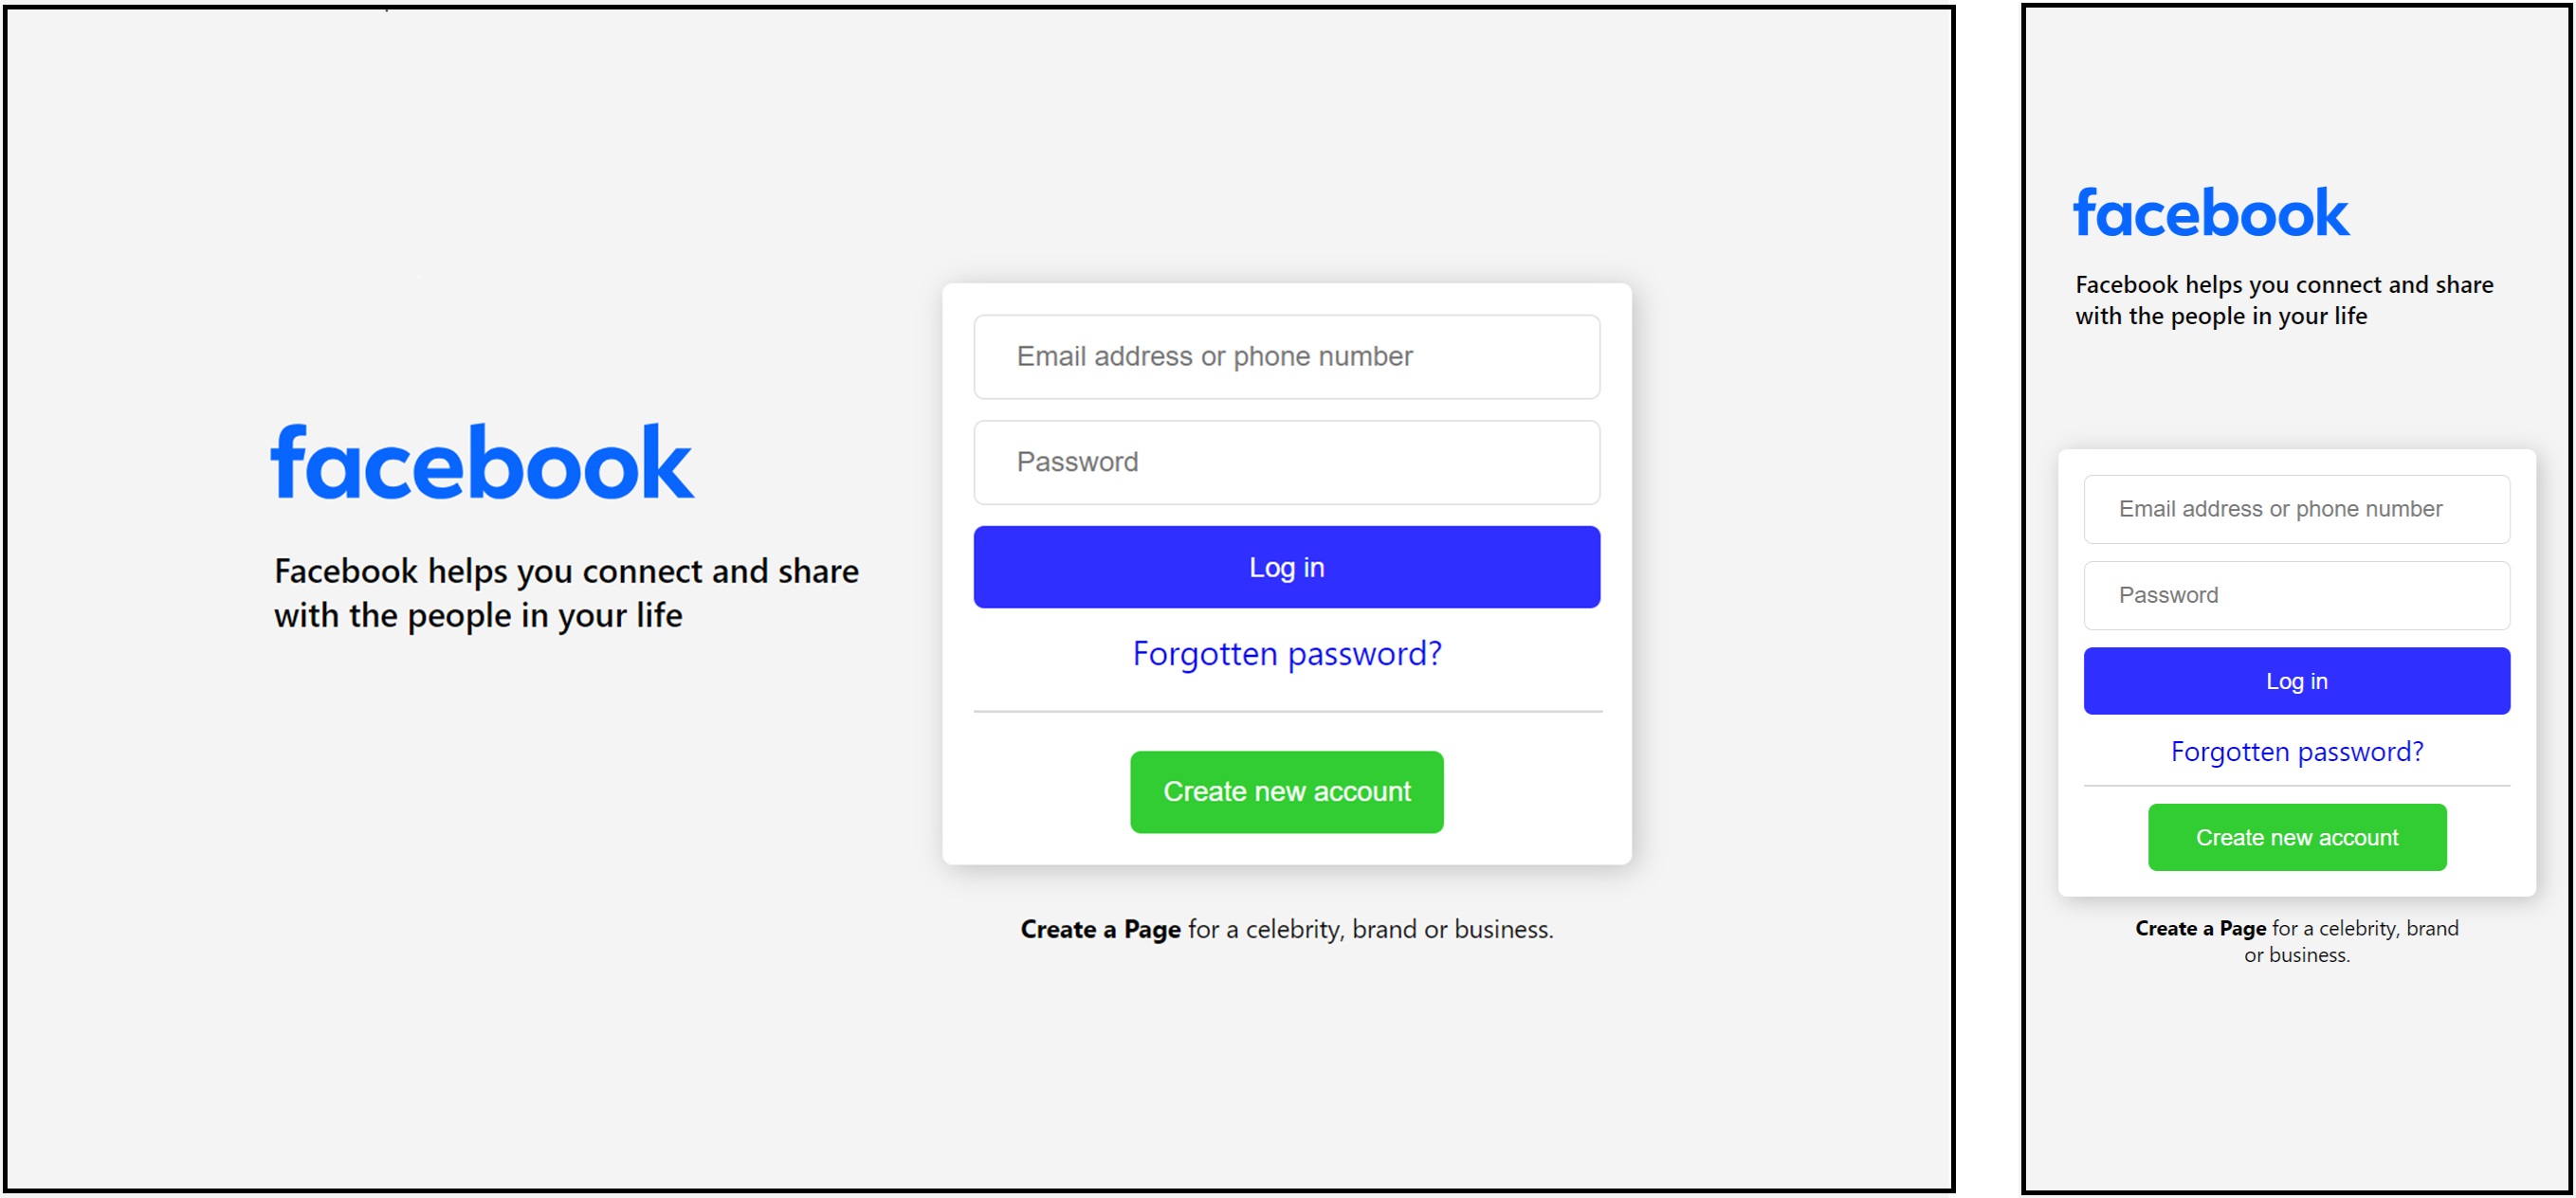 facebook
Facebook helps you connect and share
with the people in your life
Email address or phone number
Password
Log in
Forgotten password?
Create new account
Create a Page for a celebrity, brand or business.
facebook
Facebook helps you connect and share
with the people in your life
Email address or phone number
Password
Log in
Forgotten password?
Create new account
Create a Page for a celebrity, brand
or business.